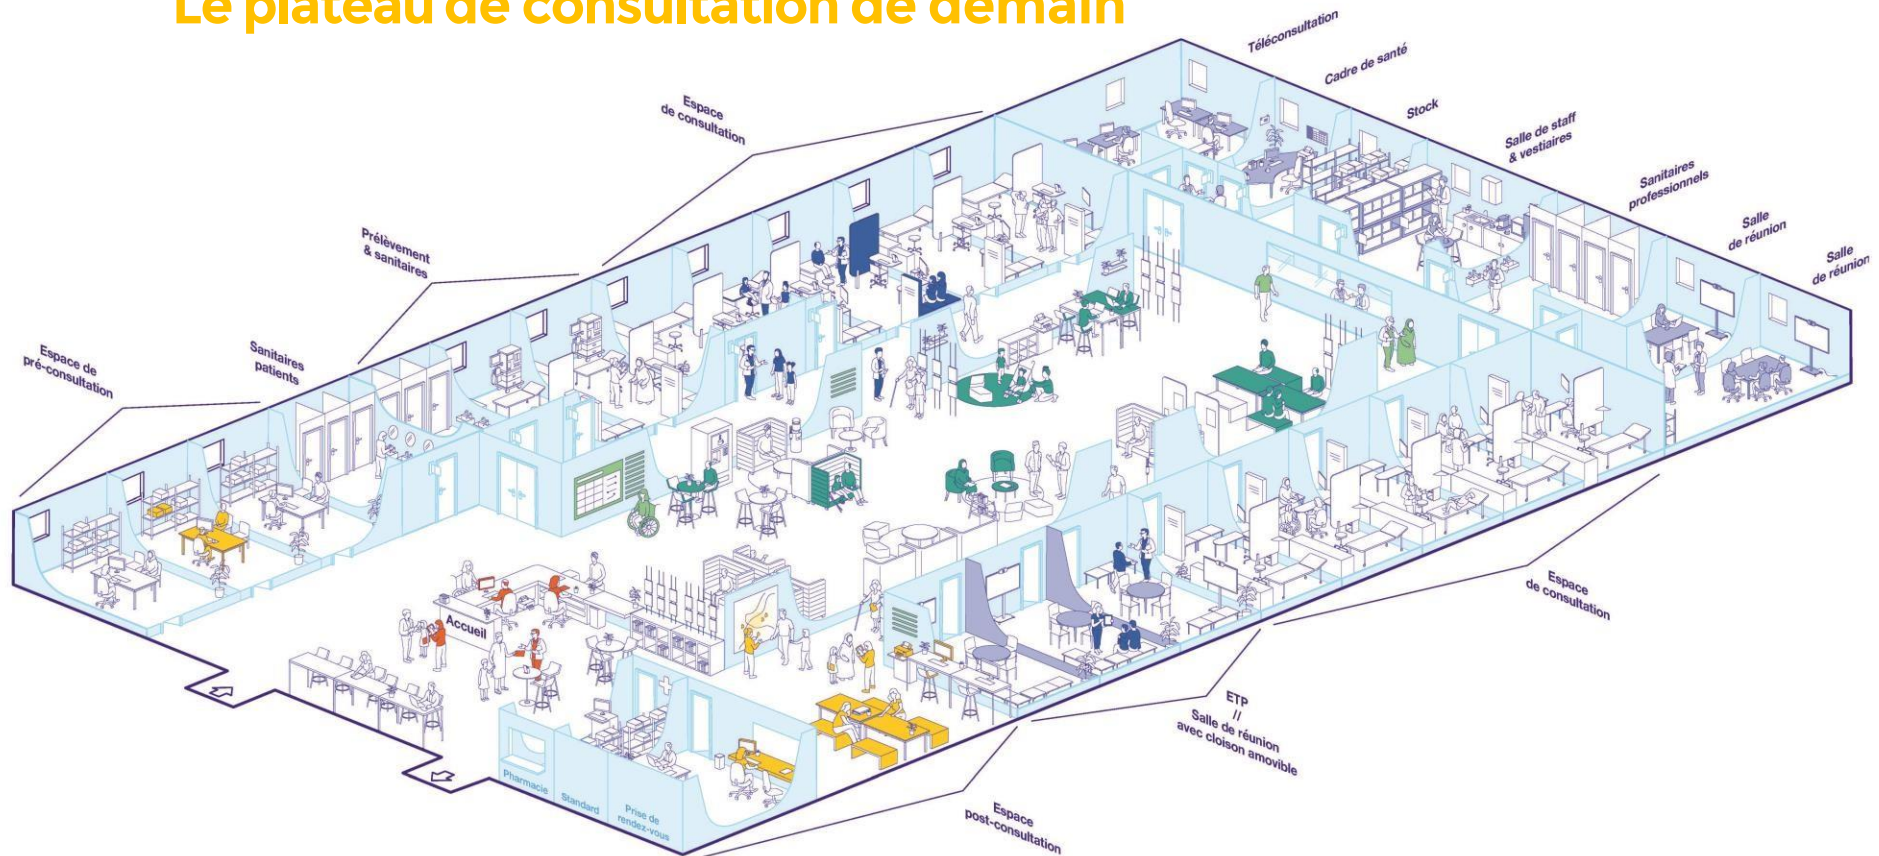 Le plateau de consultation de demain
Téléconsultation
Cadre de santé
Stock
Salle de staff
& vestiaires
Sanitaires
professionnels
Salle
de réunion
Salle
de réunion
Espace
de consultation
Prélèvement
& sanitaires
Sanitaires
patients
Espace de
pré-consultation
Accueil
Pharmacie
Standard
Prise de
rendez-vous
Espace
post-consultation
ETP
//
Salle de réunion
avec cloison amovible
Espace
de consultation